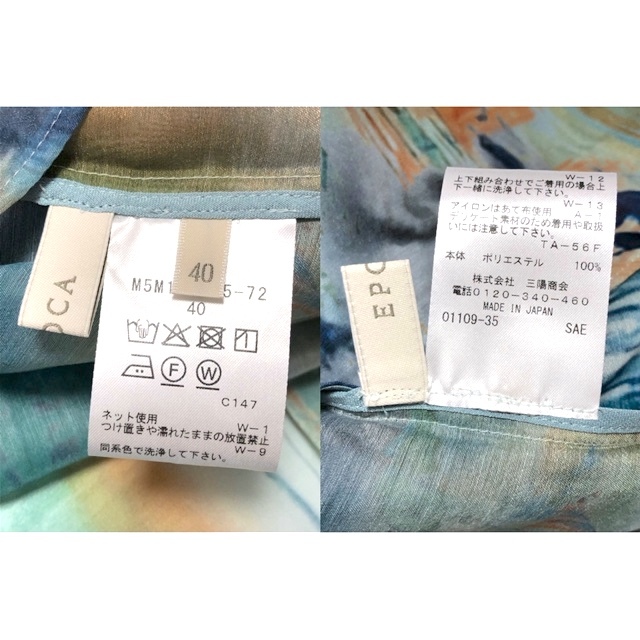 OCA
40
M5M1 5-72
40
C147
ネット使用 W-1
つけ置きや濡れたままの放置禁止
W-9
同系色で洗浄して下さい。
EPO
W-12
上下組み合わせでご着用の場合上
下一緒に洗浄して下さい。
W-13
アイロンはあて布使用 A-1
デリケート素材のため着用や取扱
いには注意して下さい。
TA-56F
本体 ポリエステル 100%
株式会社 三陽商会
電話0120-340-460
MADE IN JAPAN
01109-35 SAE